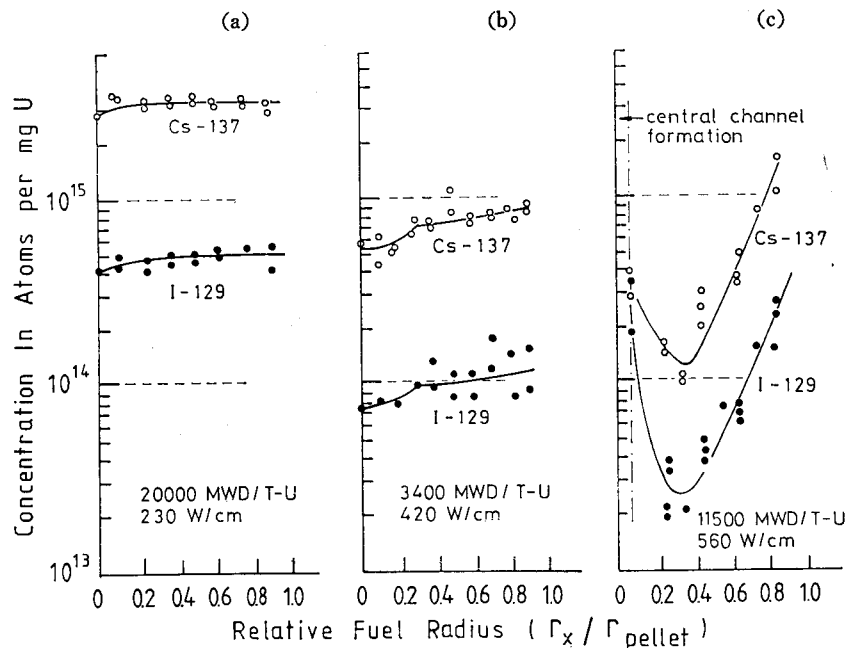 (a)
(b)
(c)
Concentration In Atoms per mg U
10^15
10^14
10^13
Cs-137
I-129
20000 MWD/T-U
230 W/cm
0 0.2 0.4 0.6 0.8 1.0
Cs-137
I-129
3400 MWD/T-U
420 W/cm
0 0.2 0.4 0.6 0.8 1.0
central channel
formation
Cs-137
I-129
11500 MWD/T-U
560 W/cm
0 0.2 0.4 0.6 0.8 1.0
Relative Fuel Radius (Γx/Γpellet)